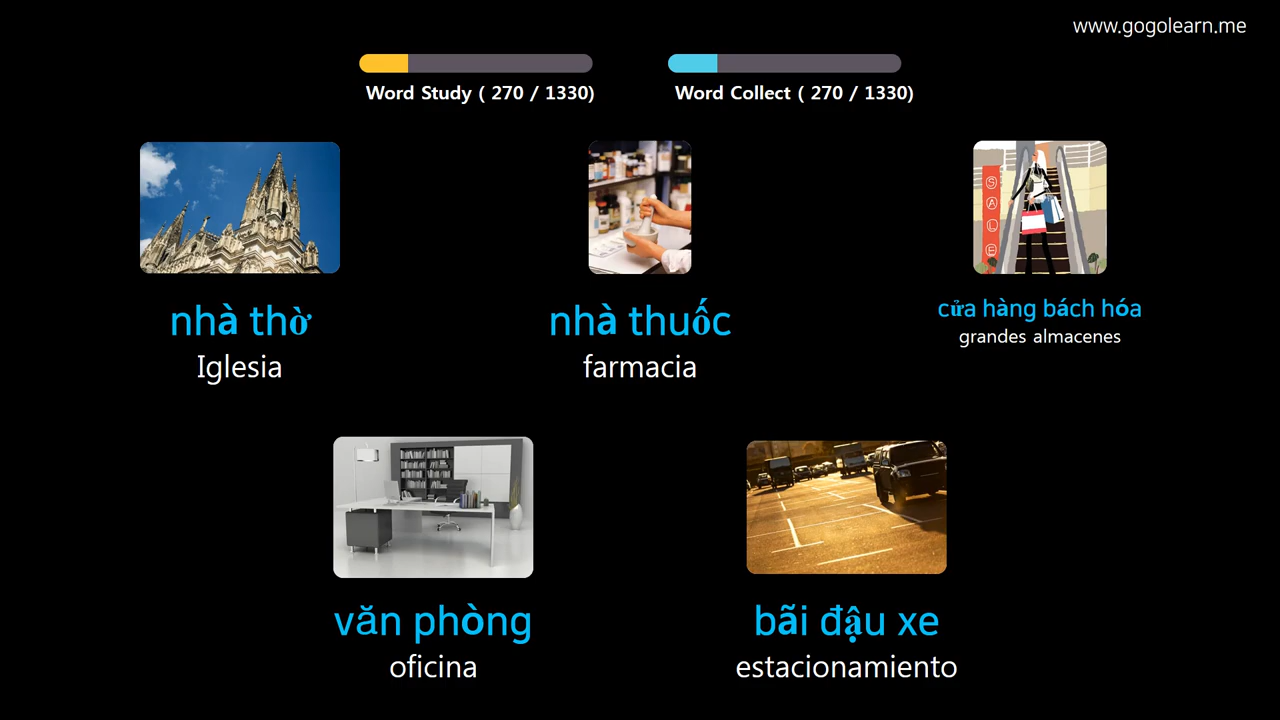 www.gogolearn.me
Word Study ( 270 / 1330)
Word Collect ( 270 / 1330)
SALE
nhà thờ
Iglesia
nhà thuốc
farmacia
cửa hàng bách hóa
grandes almacenes
văn phòng
oficina
bãi đậu xe
estacionamiento